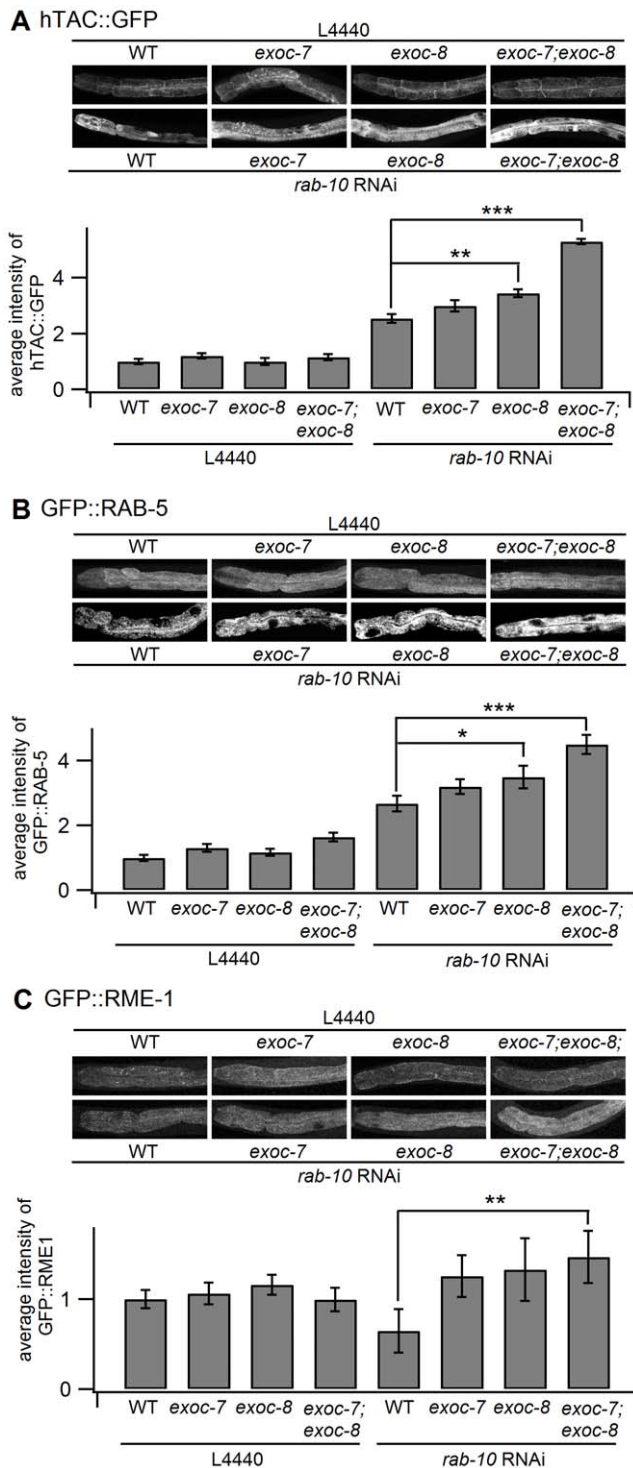 A hTAC::GFP
L4440
WT exoc-7 exoc-8 exoc-7;exoc-8
WT exoc-7 exoc-8 exoc-7;exoc-8
rab-10 RNAi
average intensity of
hTAC::GFP
4
2
0
***
**
WT exoc-7 exoc-8 exoc-7; WT exoc-7 exoc-8 exoc-7;
exoc-8 exoc-8
L4440 rab-10 RNAi
B GFP::RAB-5
L4440
WT exoc-7 exoc-8 exoc-7;exoc-8
WT exoc-7 exoc-8 exoc-7;exoc-8
rab-10 RNAi
average intensity of
GFP::RAB-5
4
2
0
***
*
WT exoc-7 exoc-8 exoc-7; WT exoc-7 exoc-8 exoc-7;
exoc-8 exoc-8
L4440 rab-10 RNAi
C GFP::RME-1
L4440
WT exoc-7 exoc-8 exoc-7;exoc-8;
WT exoc-7 exoc-8 exoc-7;exoc-8
rab-10 RNAi
average intensity of
GFP::RME1
1
0
**
WT exoc-7 exoc-8 exoc-7; WT exoc-7 exoc-8 exoc-7;
exoc-8 exoc-8
L4440 rab-10 RNAi